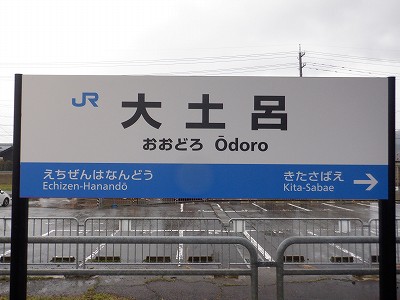 JR
大土呂
おおどろ Ōdoro
えちぜんはなんどう きたさばえ
Echizen-Hanandō Kita-Sabae